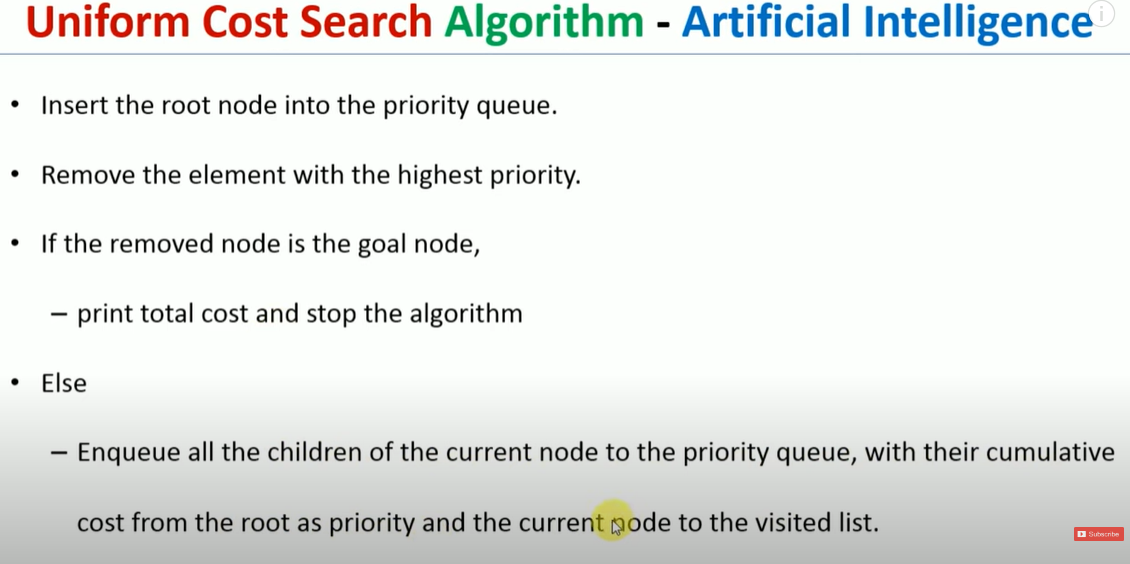 Uniform Cost Search Algorithm - Artificial Intelligence
• Insert the root node into the priority queue.
• Remove the element with the highest priority.
• If the removed node is the goal node,
– print total cost and stop the algorithm
• Else
– Enqueue all the children of the current node to the priority queue, with their cumulative
cost from the root as priority and the current node to the visited list.
Subscribe